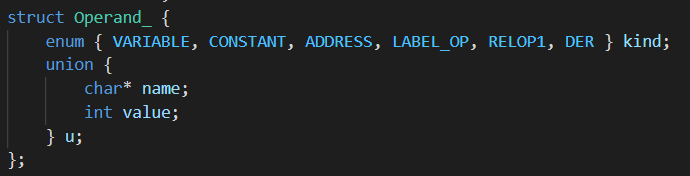 struct Operand_ {
    enum { VARIABLE, CONSTANT, ADDRESS, LABEL_OP, RELOP1, DER } kind;
    union {
        char* name;
        int value;
    } u;
};